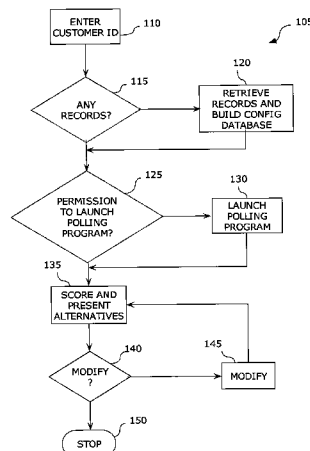 ENTER
CUSTOMER ID
110
105
115
ANY
RECORDS?
120
RETRIEVE
RECORDS AND
BUILD CONFIG
DATABASE
125
PERMISSION
TO LAUNCH
POLLING
PROGRAM?
130
LAUNCH
POLLING
PROGRAM
135
SCORE AND
PRESENT
ALTERNATIVES
140
MODIFY
?
145
MODIFY
150
STOP